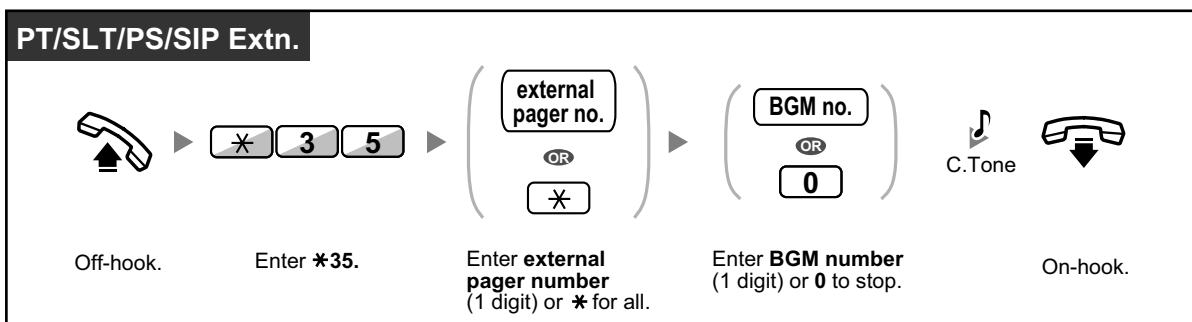 PT/SLT/PS/SIP Extn.
external
pager no.
OR
*
BGM no.
OR
0
* 3 5
C.Tone
Off-hook.
Enter *35.
Enter external
pager number
(1 digit) or * for all.
Enter BGM number
(1 digit) or 0 to stop.
On-hook.